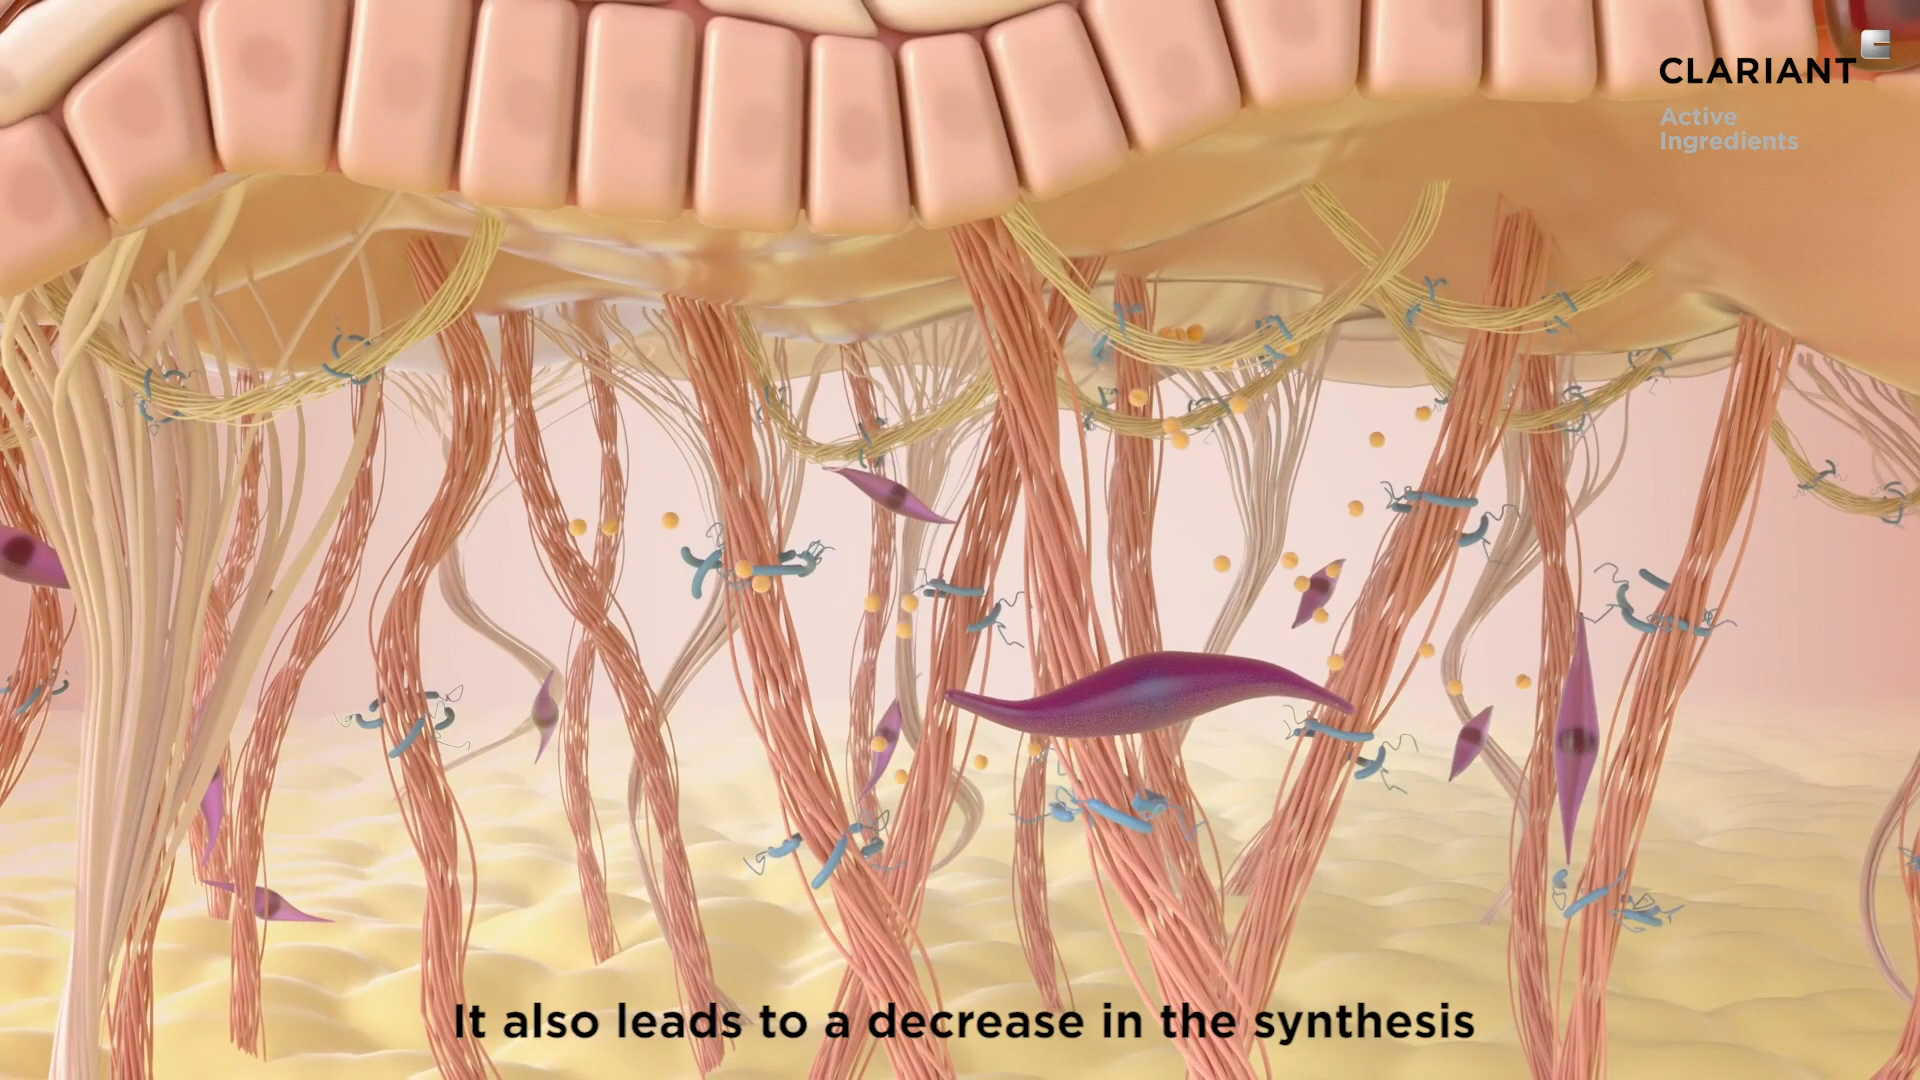 CLARIANT
Active
Ingredients
It also leads to a decrease in the synthesis